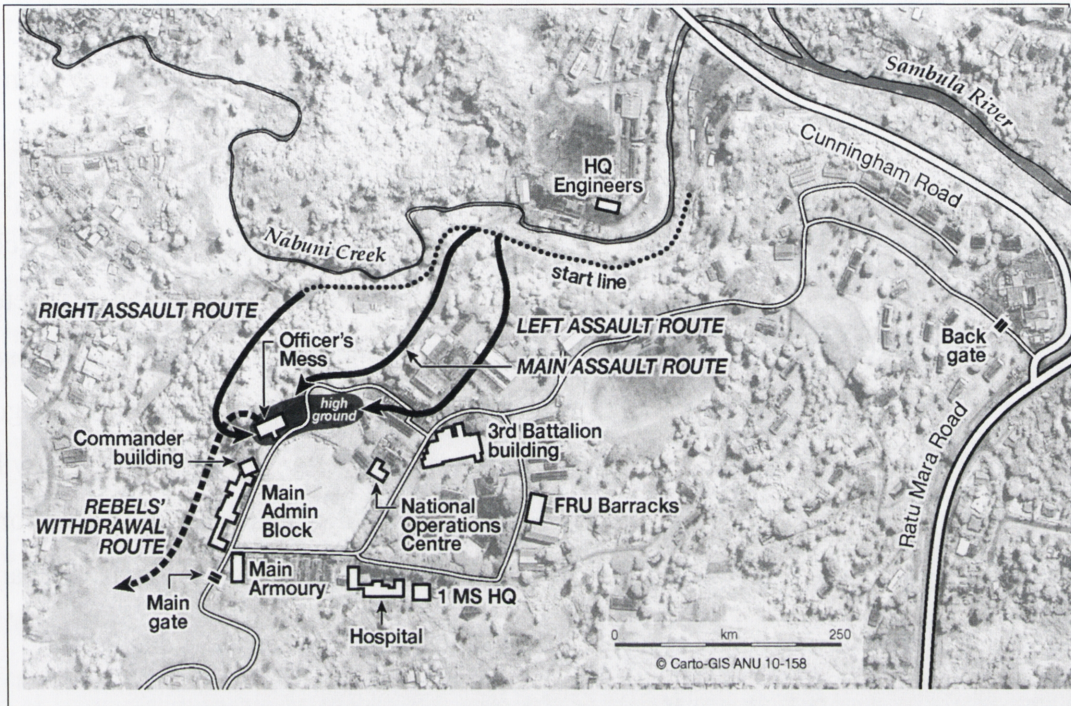 Sambula River
Cunningham Road
HQ
Engineers
Nabuni Creek
start line
RIGHT ASSAULT ROUTE
LEFT ASSAULT ROUTE
MAIN ASSAULT ROUTE
Officer's
Mess
Back
gate
high
ground
Commander
building
3rd Battalion
building
Ratu Mara Road
REBELS'
WITHDRAWAL
ROUTE
Main
Admin
Block
National
Operations
Centre
FRU Barracks
Main
gate
Main
Armoury
1 MS HQ
Hospital
0 km 250
© Carto-GIS ANU 10-158